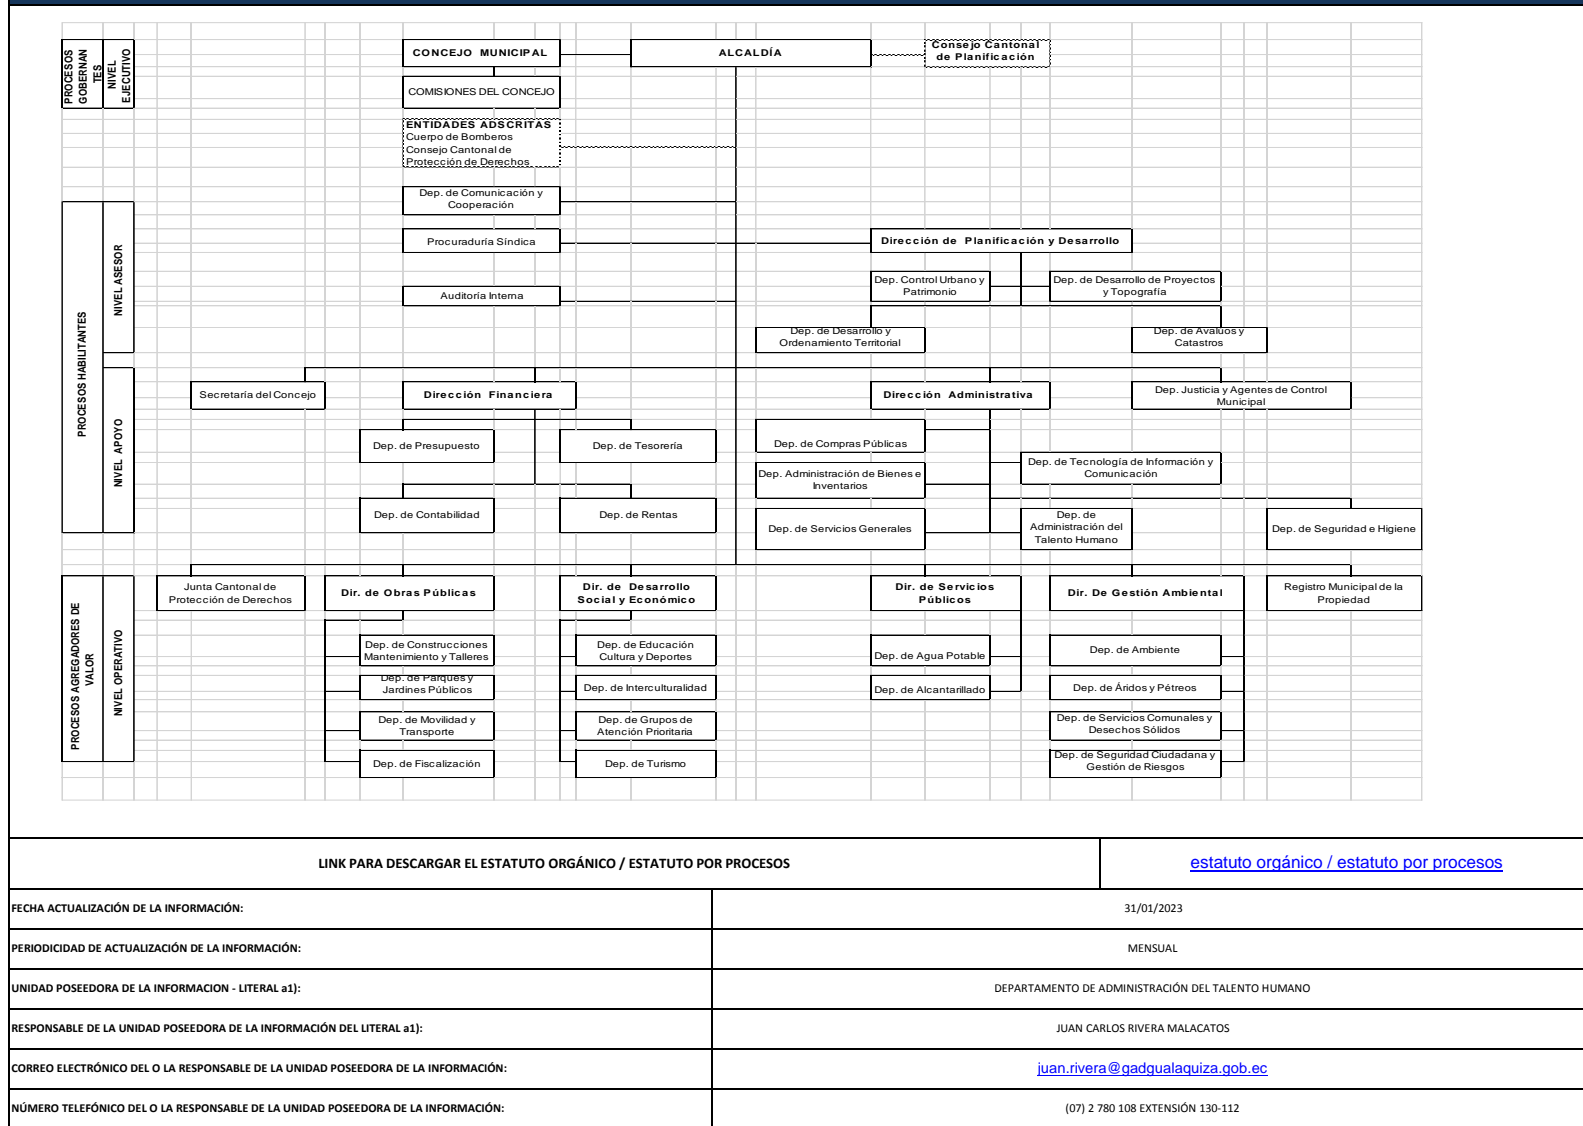 PROCESOS
GOBERNAN
TES
NIVEL
EJECUTIVO
CONCEJO MUNICIPAL
ALCALDÍA
Consejo Cantonal
de Planificación
COMISIONES DEL CONCEJO
ENTIDADES ADSCRITAS
Cuerpo de Bomberos
Consejo Cantonal de
Protección de Derechos
PROCESOS HABILITANTES
NIVEL ASESOR
Dep. de Comunicación y
Cooperación
Procuraduría Síndica
Dirección de Planificación y Desarrollo
Auditoría Interna
Dep. Control Urbano y
Patrimonio
Dep. de Desarrollo de Proyectos
y Topografía
Dep. de Desarrollo y
Ordenamiento Territorial
Dep. de Avalúos y
Catastros
NIVEL APOYO
Secretaría del Concejo
Dirección Financiera
Dirección Administrativa
Dep. Justicia y Agentes de Control
Municipal
Dep. de Presupuesto
Dep. de Tesorería
Dep. de Compras Públicas
Dep. de Tecnología de Información y
Comunicación
Dep. Administración de Bienes e
Inventarios
Dep. de Contabilidad
Dep. de Rentas
Dep. de Servicios Generales
Dep. de
Administración del
Talento Humano
Dep. de Seguridad e Higiene
PROCESOS AGREGADORES DE
VALOR
NIVEL OPERATIVO
Junta Cantonal de
Protección de Derechos
Dir. de Obras Públicas
Dir. de Desarrollo
Social y Económico
Dir. de Servicios
Públicos
Dir. De Gestión Ambiental
Registro Municipal de la
Propiedad
Dep. de Construcciones
Mantenimiento y Talleres
Dep. de Educación
Cultura y Deportes
Dep. de Agua Potable
Dep. de Ambiente
Dep. de Parques y
Jardines Públicos
Dep. de Interculturalidad
Dep. de Alcantarillado
Dep. de Áridos y Pétreos
Dep. de Movilidad y
Transporte
Dep. de Grupos de
Atención Prioritaria
Dep. de Servicios Comunales y
Desechos Sólidos
Dep. de Fiscalización
Dep. de Turismo
Dep. de Seguridad Ciudadana y
Gestión de Riesgos
LINK PARA DESCARGAR EL ESTATUTO ORGÁNICO / ESTATUTO POR PROCESOS
estatuto orgánico / estatuto por procesos
FECHA ACTUALIZACIÓN DE LA INFORMACIÓN:
31/01/2023
PERIODICIDAD DE ACTUALIZACIÓN DE LA INFORMACIÓN:
MENSUAL
UNIDAD POSEEDORA DE LA INFORMACION - LITERAL a1):
DEPARTAMENTO DE ADMINISTRACIÓN DEL TALENTO HUMANO
RESPONSABLE DE LA UNIDAD POSEEDORA DE LA INFORMACIÓN DEL LITERAL a1):
JUAN CARLOS RIVERA MALACATOS
CORREO ELECTRÓNICO DEL O LA RESPONSABLE DE LA UNIDAD POSEEDORA DE LA INFORMACIÓN:
juan.rivera@gadgualaquiza.gob.ec
NÚMERO TELEFÓNICO DEL O LA RESPONSABLE DE LA UNIDAD POSEEDORA DE LA INFORMACIÓN:
(07) 2 780 108 EXTENSIÓN 130-112